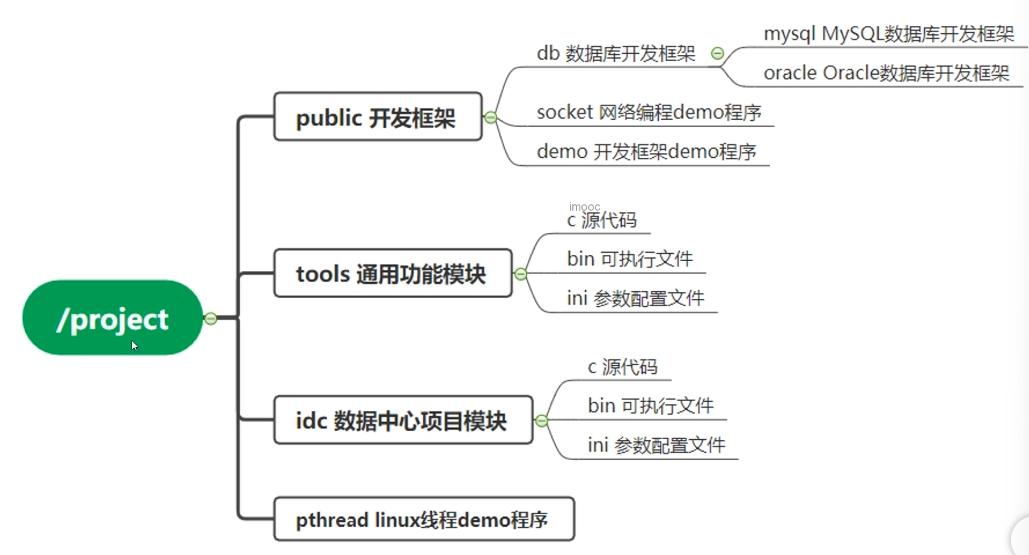 /project
public 开发框架
db 数据库开发框架
mysql MySQL数据库开发框架
oracle Oracle数据库开发框架
socket 网络编程demo程序
demo 开发框架demo程序
tools 通用功能模块
imooc
c 源代码
bin 可执行文件
ini 参数配置文件
idc 数据中心项目模块
c 源代码
bin 可执行文件
ini 参数配置文件
pthread linux线程demo程序